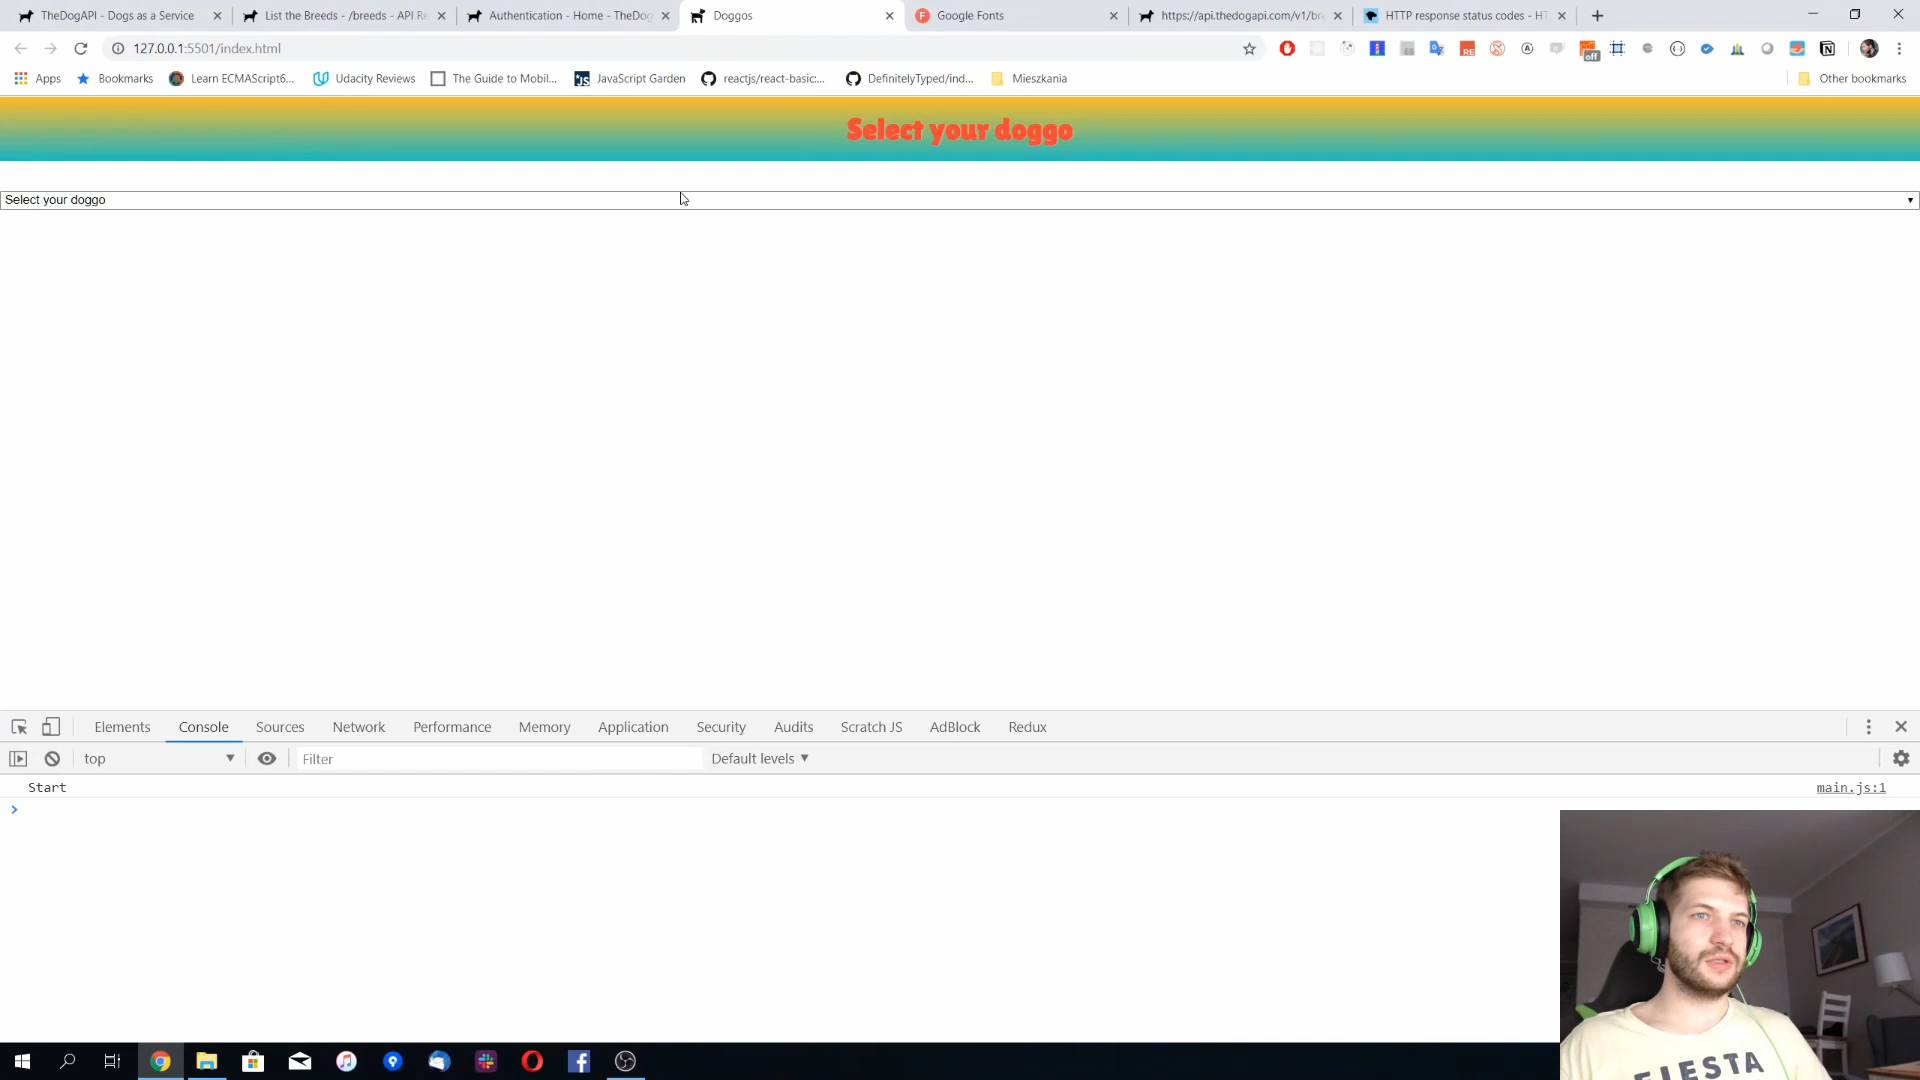 TheDogAPI - Dogs as a Service
List the Breeds - /breeds - API Re
Authentication - Home - TheDog
Doggos
Google Fonts
https://api.thedogapi.com/v1/bre
HTTP response status codes - HT
127.0.0.1:5501/index.html
RE
off
Apps
Bookmarks
Learn ECMAScript6...
Udacity Reviews
The Guide to Mobil...
JavaScript Garden
reactjs/react-basic:...
DefinitelyTyped/ind...
Mieszkania
Other bookmarks
Select your doggo
Select your doggo
Elements
Console
Sources
Network
Performance
Memory
Application
Security
Audits
Scratch JS
AdBlock
Redux
top
Filter
Default levels
Start
main.js:1
FIESTA